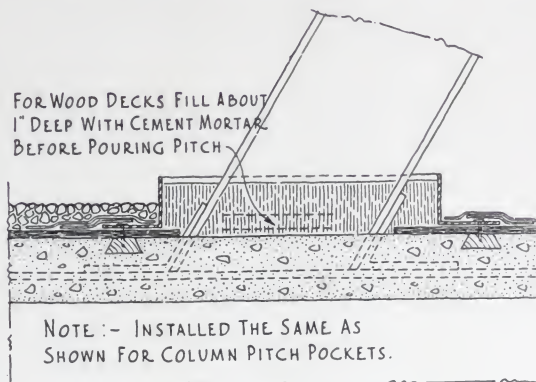 FOR WOOD DECKS FILL ABOUT
1" DEEP WITH CEMENT MORTAR
BEFORE POURING PITCH
NOTE:- INSTALLED THE SAME AS
SHOWN FOR COLUMN PITCH POCKETS.